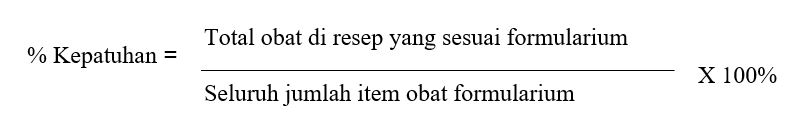 Total obat di resep yang sesuai formularium
% Kepatuhan =
X 100%
Seluruh jumlah item obat formularium